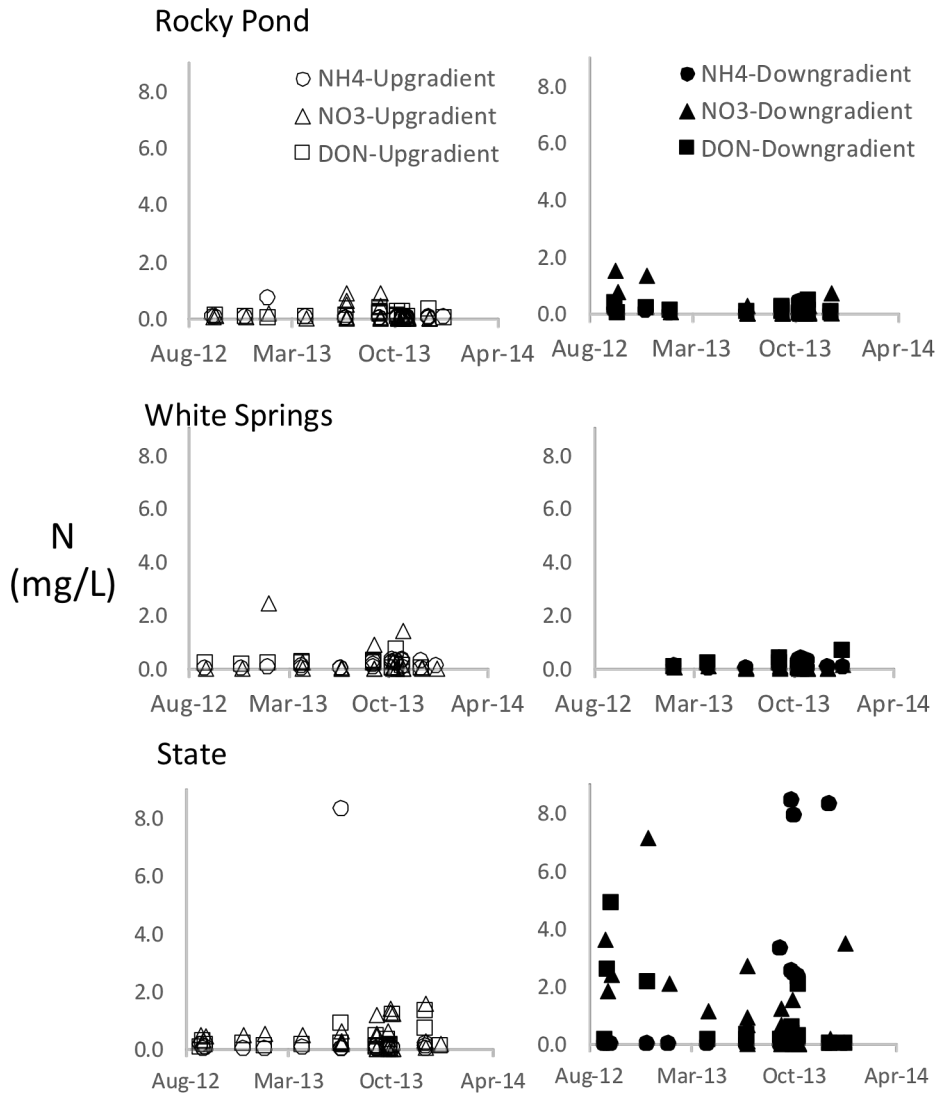 Rocky Pond
NH4-Upgradient
NO3-Upgradient
DON-Upgradient
8.0
6.0
4.0
2.0
0.0
Aug-12 Mar-13 Oct-13 Apr-14
NH4-Downgradient
NO3-Downgradient
DON-Downgradient
8.0
6.0
4.0
2.0
0.0
Aug-12 Mar-13 Oct-13 Apr-14
White Springs
N
(mg/L)
8.0
6.0
4.0
2.0
0.0
Aug-12 Mar-13 Oct-13 Apr-14
8.0
6.0
4.0
2.0
0.0
Aug-12 Mar-13 Oct-13 Apr-14
State
8.0
6.0
4.0
2.0
0.0
Aug-12 Mar-13 Oct-13 Apr-14
8.0
6.0
4.0
2.0
0.0
Aug-12 Mar-13 Oct-13 Apr-14